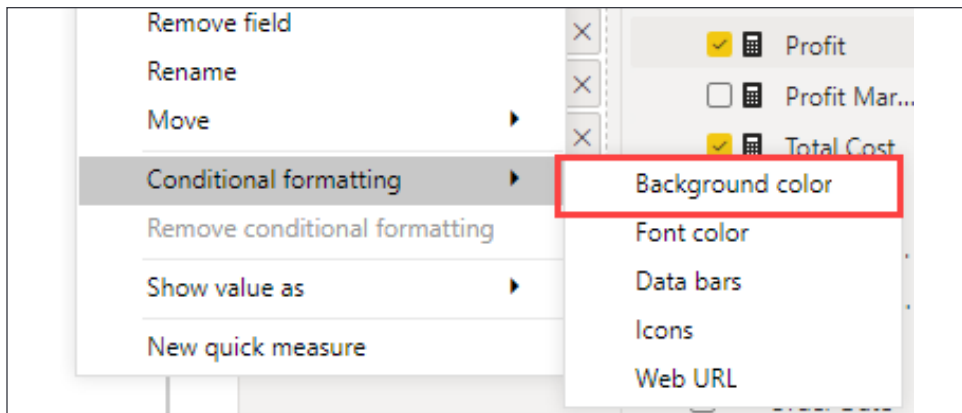 Remove field
Rename
Move
Conditional formatting
Remove conditional formatting
Show value as
New quick measure
Profit
Profit Mar...
Total Cost
Background color
Font color
Data bars
Icons
Web URL